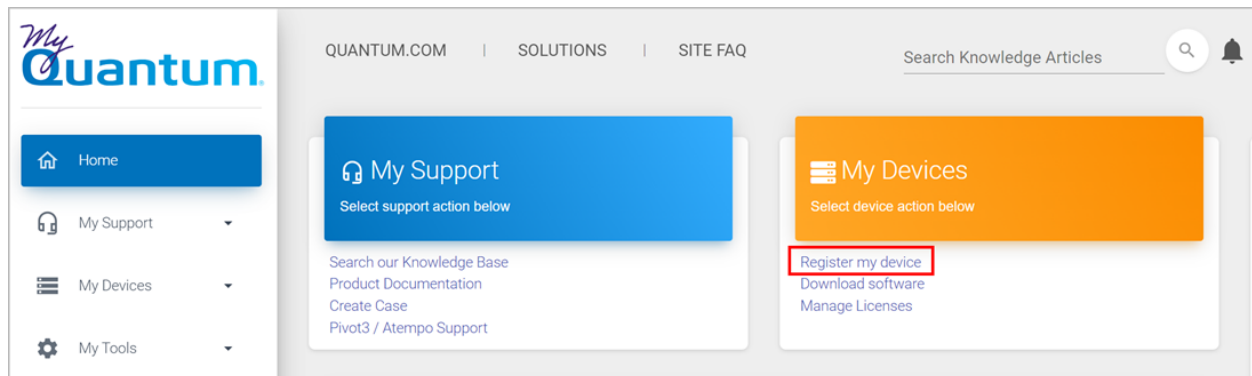 My
Quantum.
QUANTUM.COM | SOLUTIONS | SITE FAQ
Search Knowledge Articles
Home
My Support
My Devices
My Tools
My Support
Select support action below
Search our Knowledge Base
Product Documentation
Create Case
Pivot3 / Atempo Support
My Devices
Select device action below
Register my device
Download software
Manage Licenses